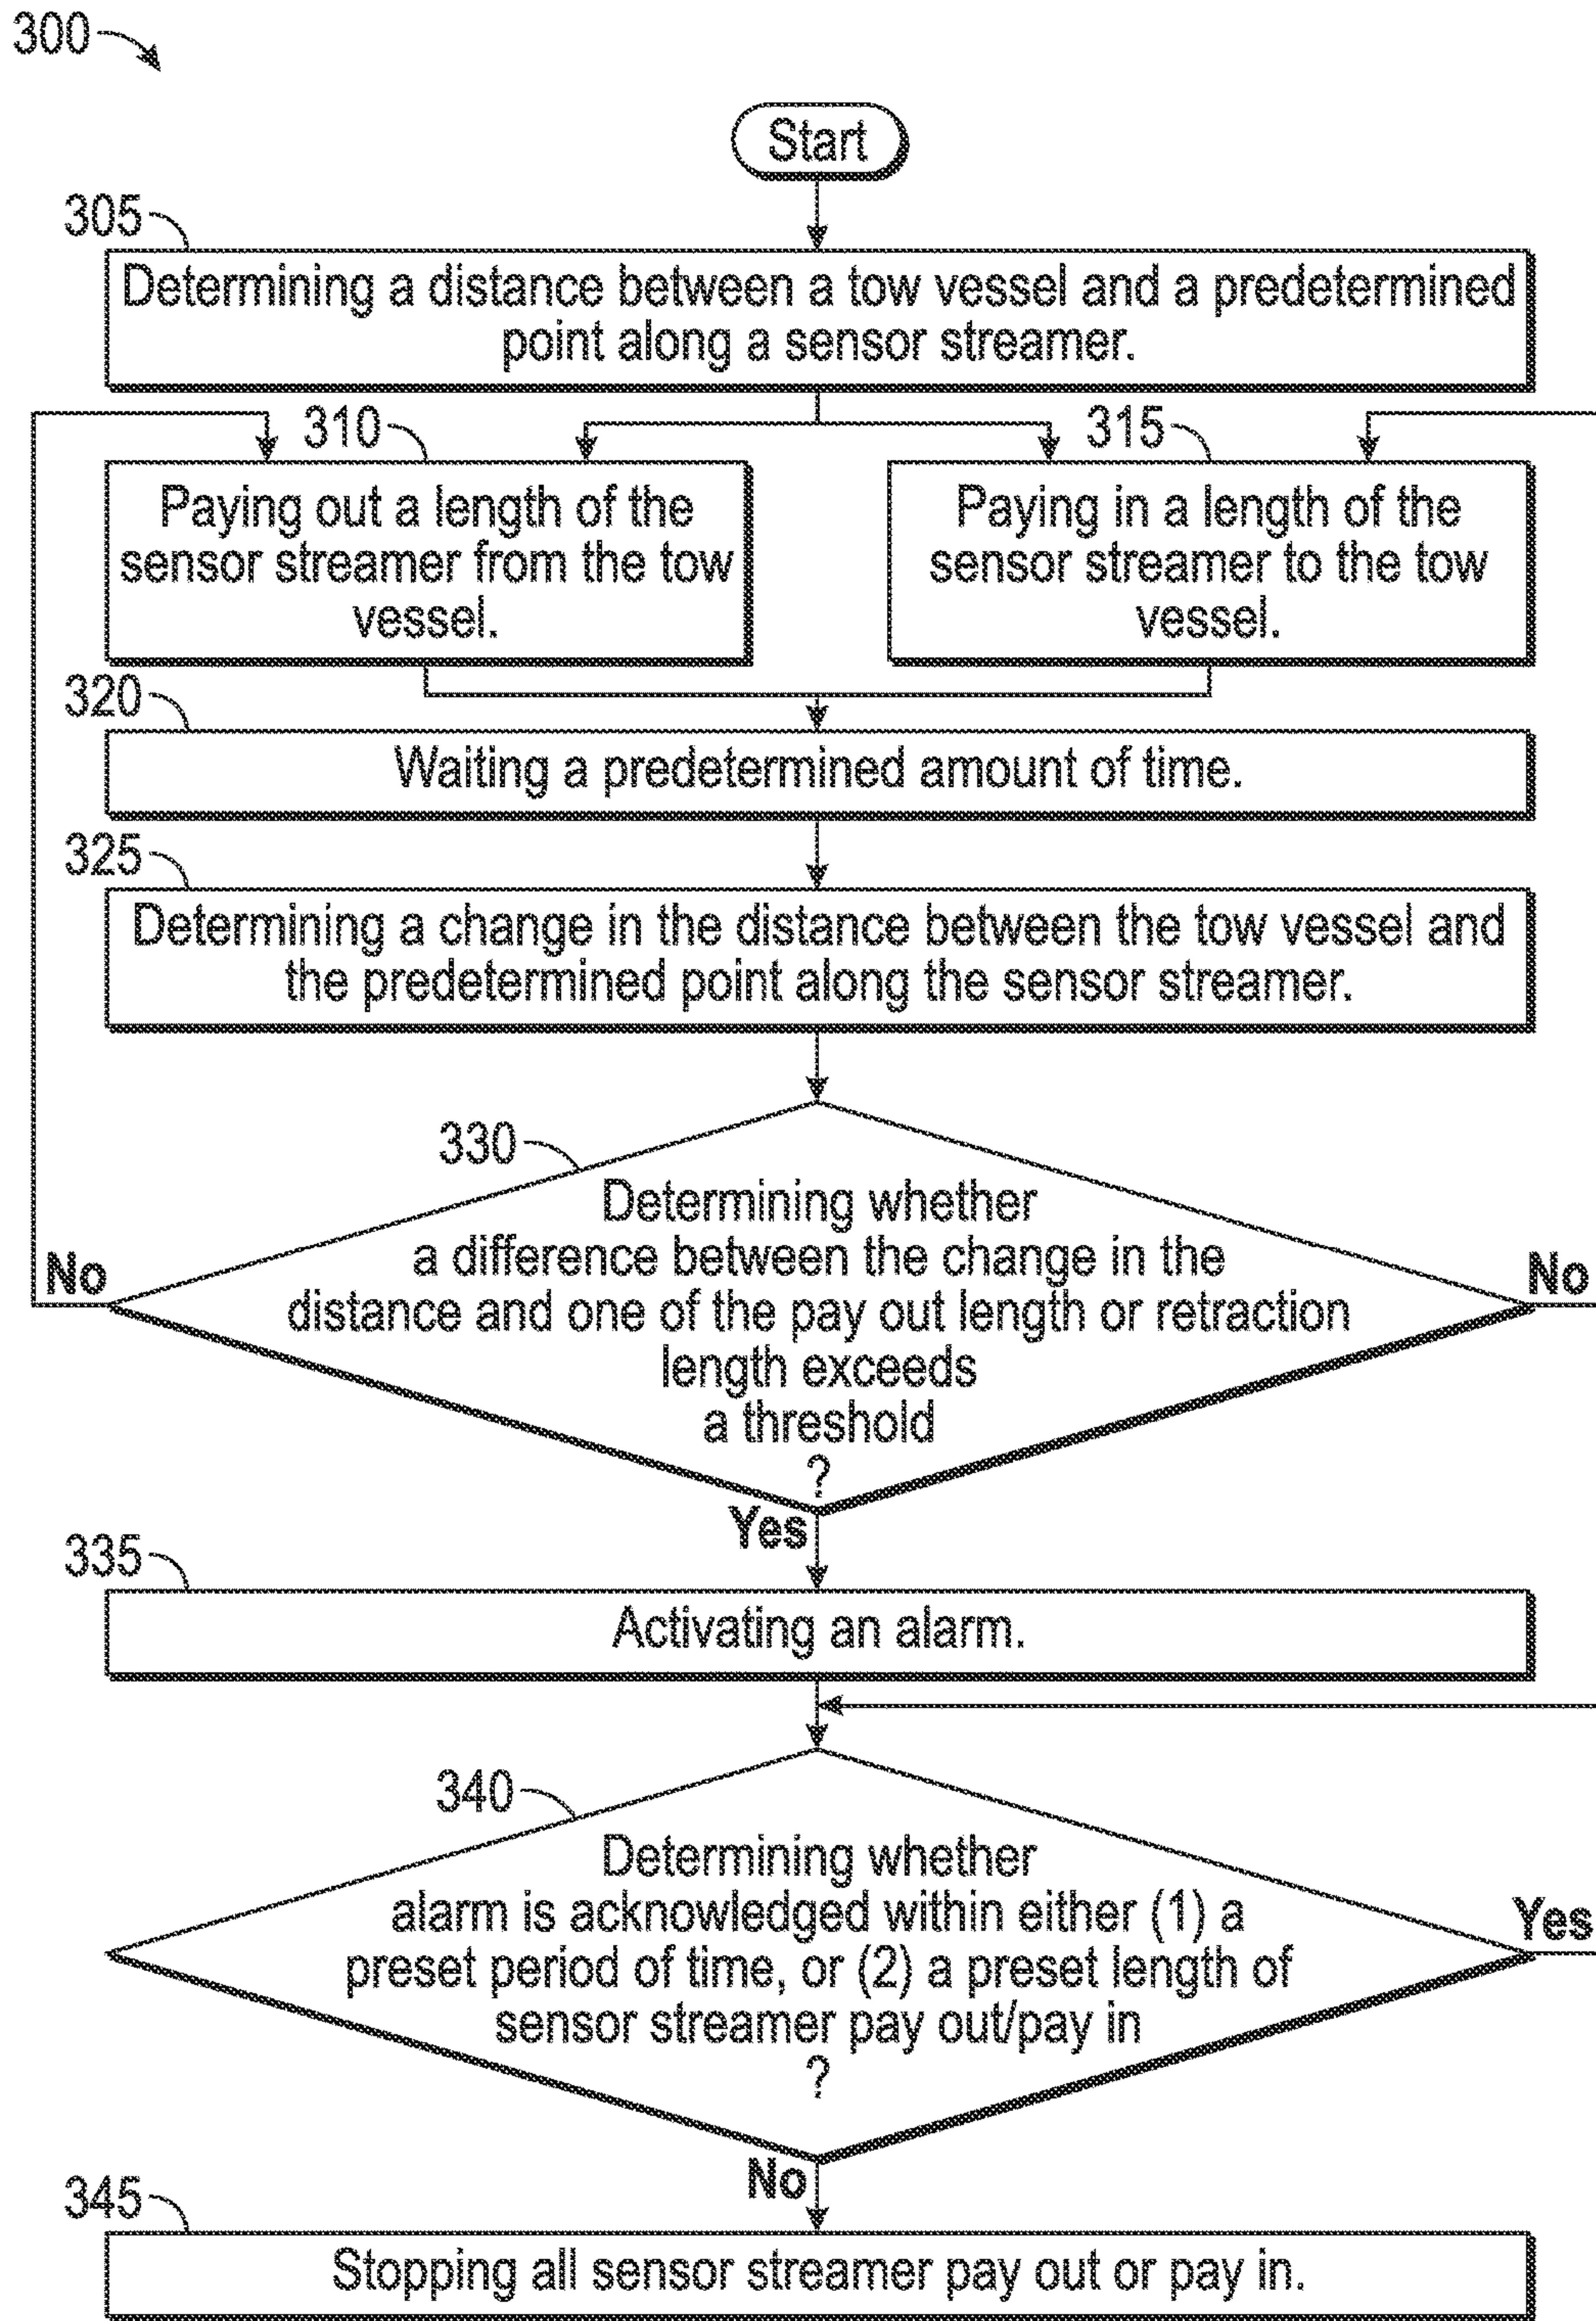 300
Start
305
Determining a distance between a tow vessel and a predetermined
point along a sensor streamer.
310
Paying out a length of the
sensor streamer from the tow
vessel.
315
Paying in a length of the
sensor streamer to the tow
vessel.
320
Waiting a predetermined amount of time.
325
Determining a change in the distance between the tow vessel and
the predetermined point along the sensor streamer.
330
Determining whether
a difference between the change in the
distance and one of the pay out length or retraction
length exceeds
a threshold
?
No
No
Yes
335
Activating an alarm.
340
Determining whether
alarm is acknowledged within either (1) a
preset period of time, or (2) a preset length of
sensor streamer pay out/pay in
?
Yes
No
345
Stopping all sensor streamer pay out or pay in.